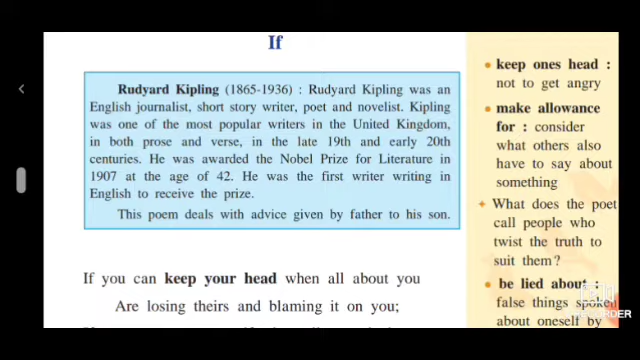 If
Rudyard Kipling (1865-1936) : Rudyard Kipling was an
English journalist, short story writer, poet and novelist. Kipling
was one of the most popular writers in the United Kingdom,
in both prose and verse, in the late 19th and early 20th
centuries. He was awarded the Nobel Prize for Literature in
1907 at the age of 42. He was the first writer writing in
English to receive the prize.
This poem deals with advice given by father to his son.
If you can keep your head when all about you
Are losing theirs and blaming it on you;
• keep ones head :
not to get angry
• make allowance
for : consider
what others also
have to say about
something
What does the poet
call people who
twist the truth to
suit them?
• be lied about :
false things spoken
about oneself by